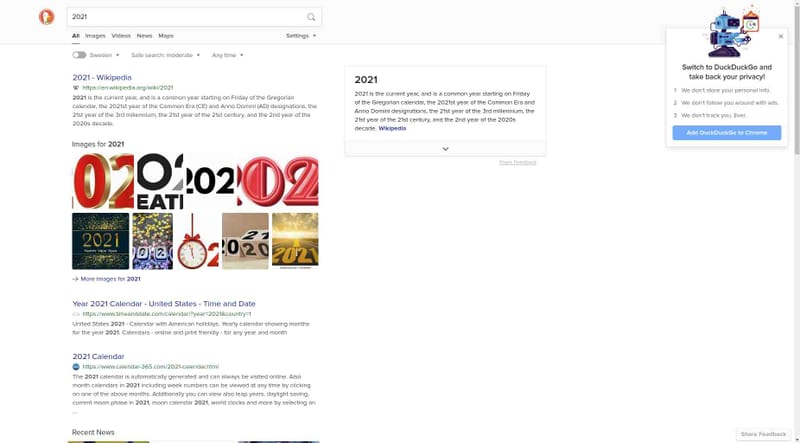 2021
All Images Videos News Maps Settings
Sweden Safe search: moderate Any time
2021 - Wikipedia
W https://en.wikipedia.org/wiki/2021
2021 is the current year, and is a common year starting on Friday of the Gregorian
calendar, the 2021st year of the Common Era (CE) and Anno Domini (AD) designations, the
21st year of the 3rd millennium, the 21st year of the 21st century, and the 2nd year of the
2020s decade.
Images for 2021
02
EAT
202
02
2021
→ More Images for 2021
Year 2021 Calendar - United States - Time and Date
https://www.timeanddate.com/calendar/?year=2021&country=1
United States 2021 - Calendar with American holidays. Yearly calendar showing months
for the year 2021. Calendars - online and print friendly - for any year and month
2021 Calendar
https://www.calendar-365.com/2021-calendar.html
The 2021 calendar is automatically generated and can always be visited online. Also
month calendars in 2021 including week numbers can be viewed at any time by clicking
on one of the above months. Additionally you can view also leap years, daylight saving,
current moon phase in 2021, moon calendar 2021, world clocks and more by selecting an
...
Recent News
2021
2021 is the current year, and is a common year starting on Friday
of the Gregorian calendar, the 2021st year of the Common Era and
Anno Domini designations, the 21st year of the 3rd millennium, the
21st year of the 21st century, and the 2nd year of the 2020s
decade. Wikipedia
Share Feedback
Switch to DuckDuckGo and
take back your privacy!
1 We don't store your personal info.
2 We don't follow you around with ads.
3 We don't track you. Ever.
Add DuckDuckGo to Chrome
Share Feedback